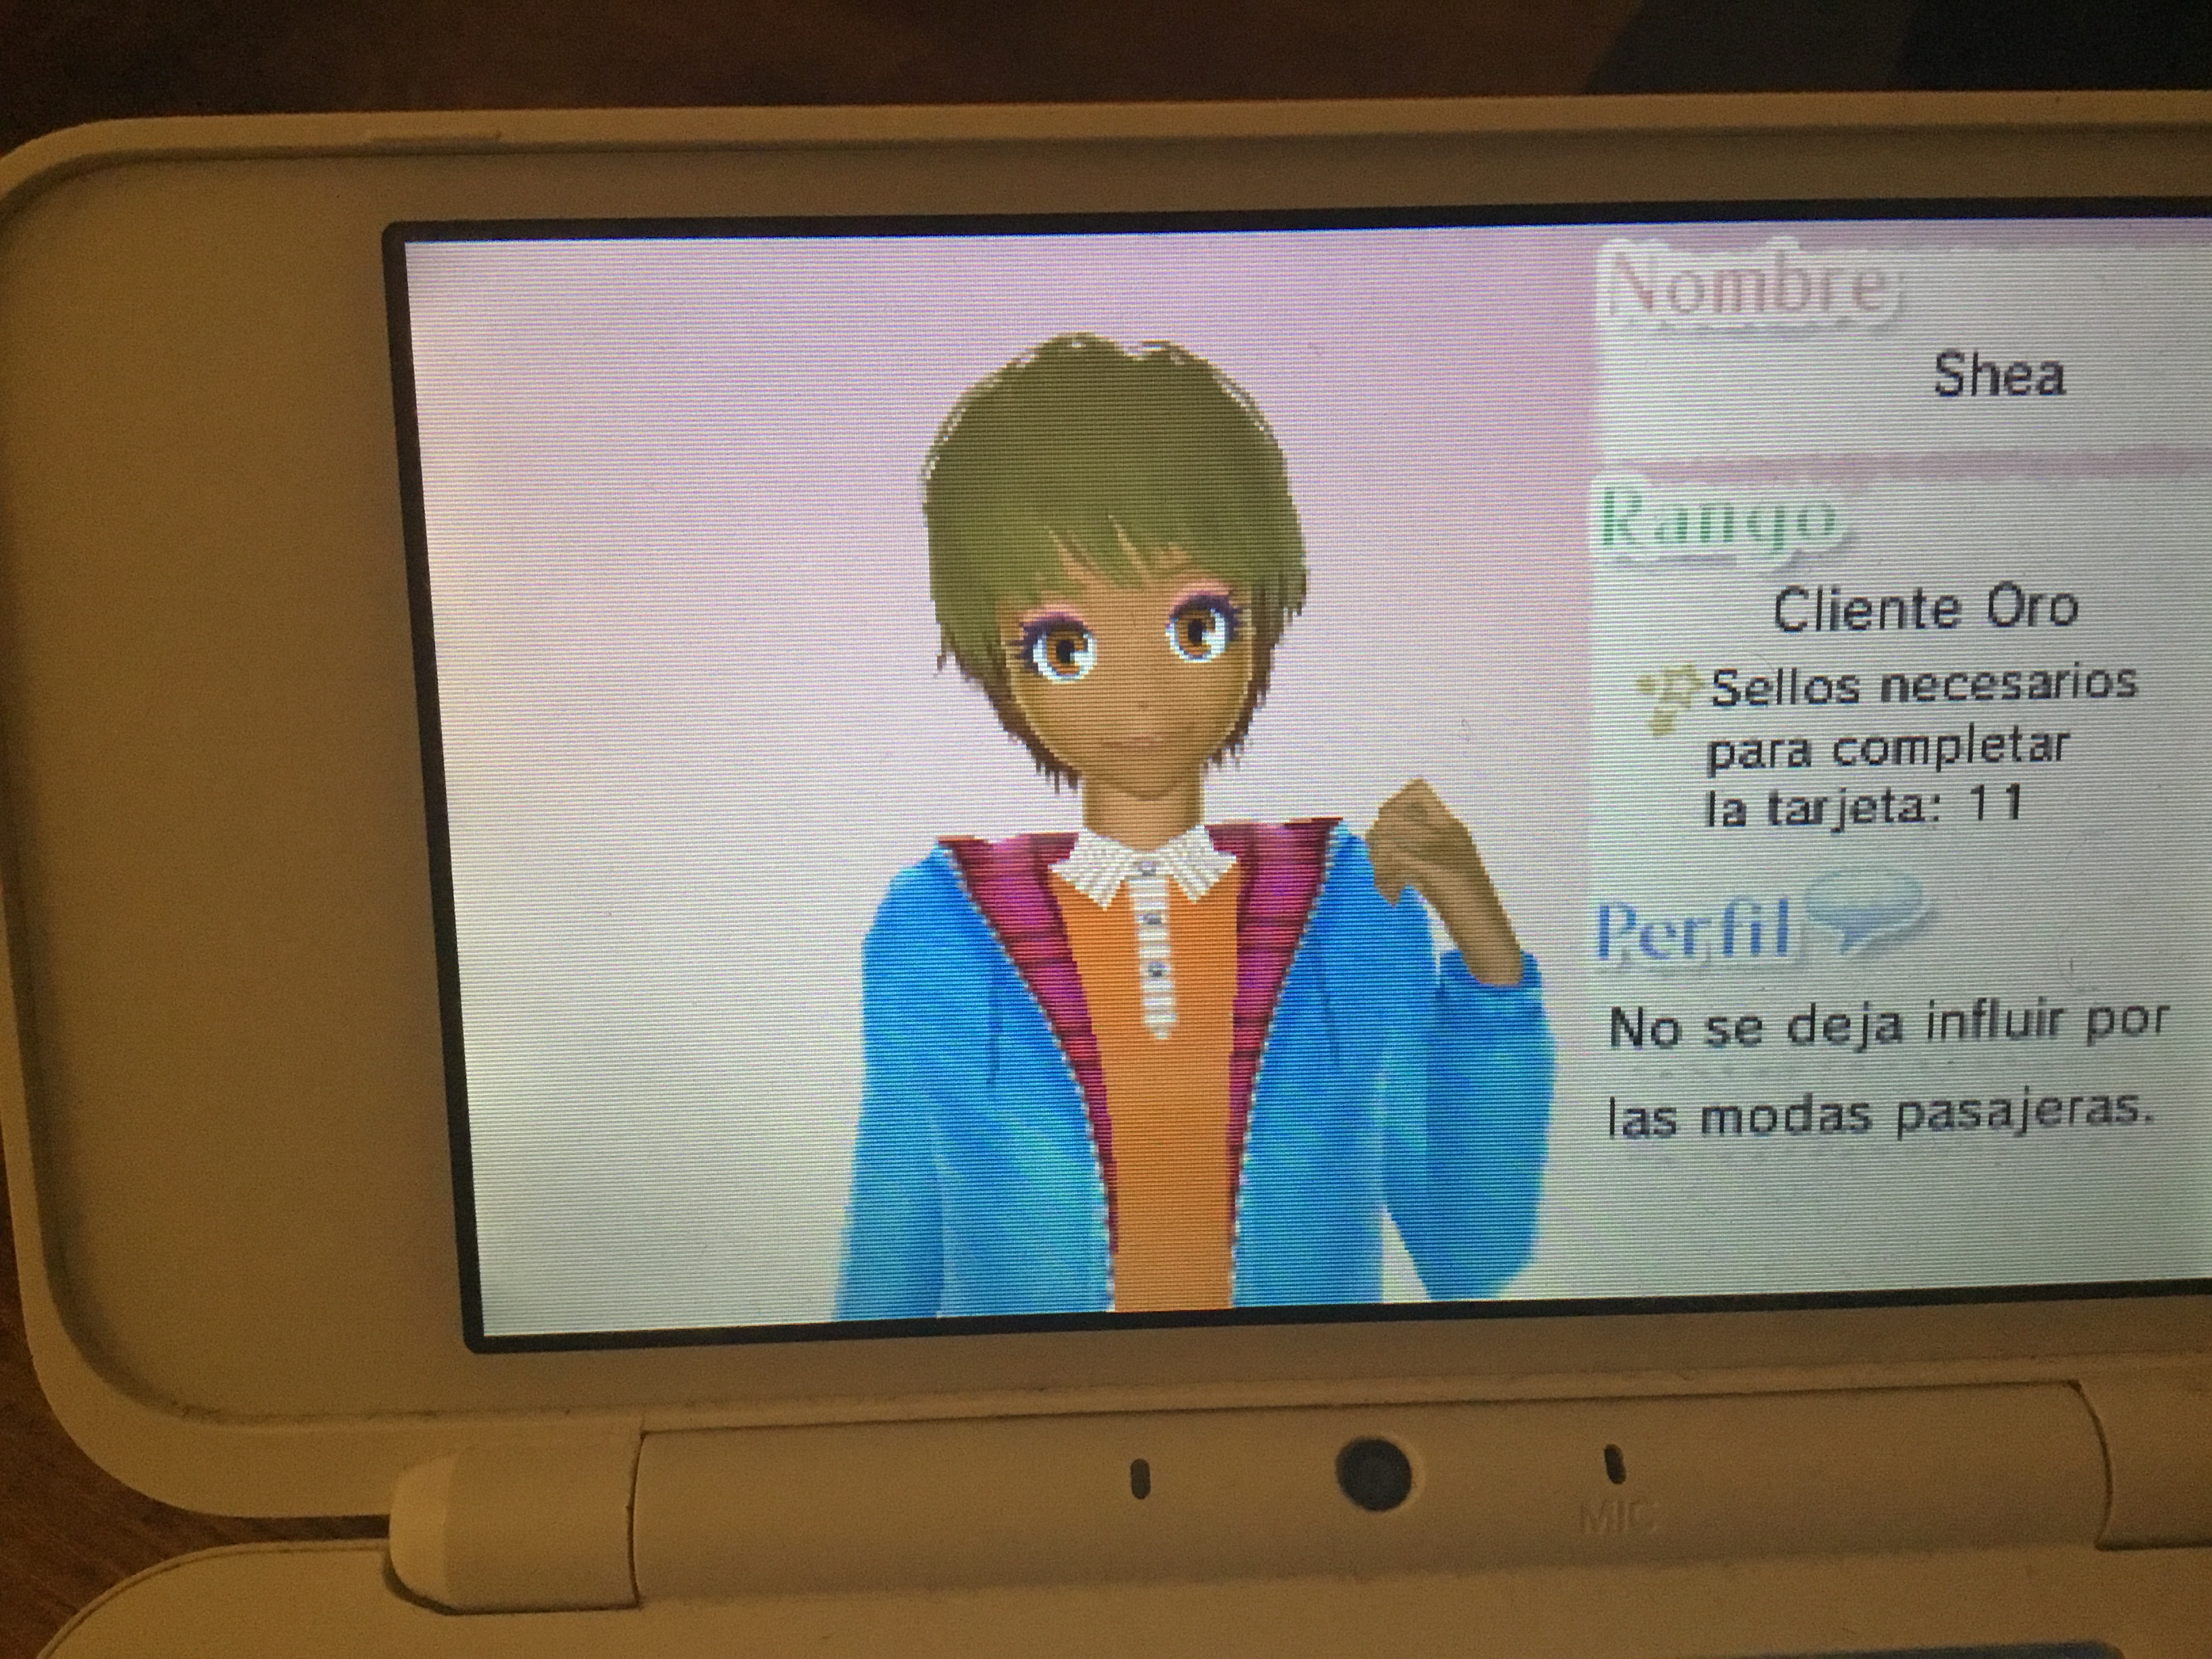 Nombre
Shea
Rango
Cliente Oro
Sellos necesarios
para completar
la tarjeta: 11
Perfil
No se deja influir por
las modas pasajeras.
MIC